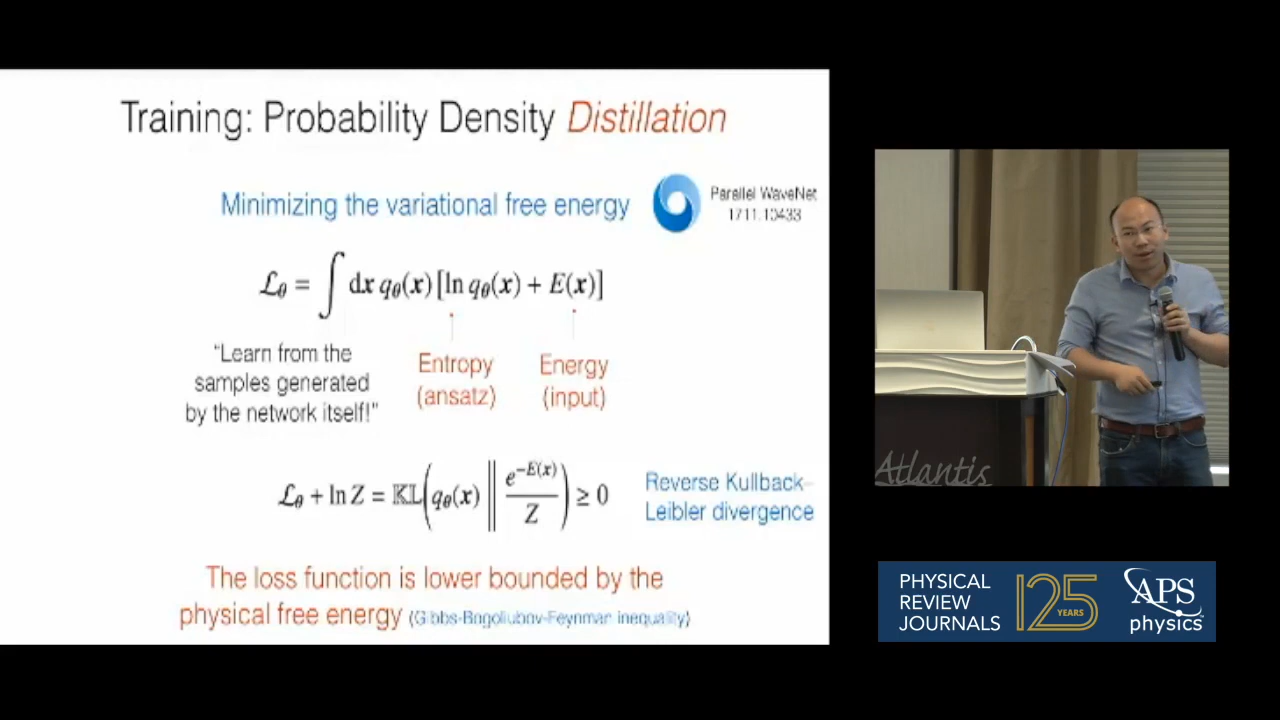 Training: Probability Density Distillation
Minimizing the variational free energy
Parallel WaveNet
1711.10433
ℒθ = ∫ dx qθ(x) [ln qθ(x) + E(x)]
"Learn from the
samples generated
by the network itself!"
Entropy
(ansatz)
Energy
(input)
ℒθ + ln Z = 𝕂𝕃( qθ(x) ‖ e^{-E(x)} / Z ) ≥ 0
Reverse Kullback–
Leibler divergence
The loss function is lower bounded by the
physical free energy (Gibbs-Bogoliubov-Feynman inequality)
Atlantis
PHYSICAL
REVIEW
JOURNALS
125
YEARS
APS
physics